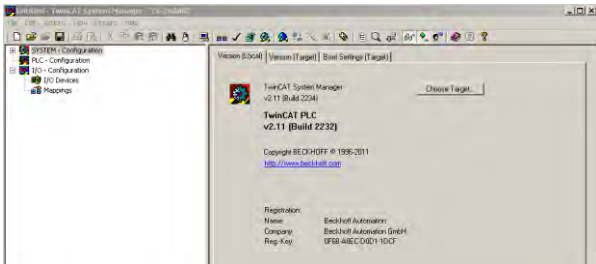 Untitled - TwinCAT System Manager
SYSTEM - Configuration
PLC - Configuration
I/O - Configuration
I/O Devices
Mappings
Version (Local)
Version (Target)
Boot Settings (Target)
TwinCAT System Manager
v2.11 (Build 2234)
Choose Target...
TwinCAT PLC
v2.11 (Build 2232)
Copyright BECKHOFF © 1996-2011
http://www.beckhoff.com
Registration:
Name: Beckhoff Automation
Company: Beckhoff Automation GmbH
Reg-Key: